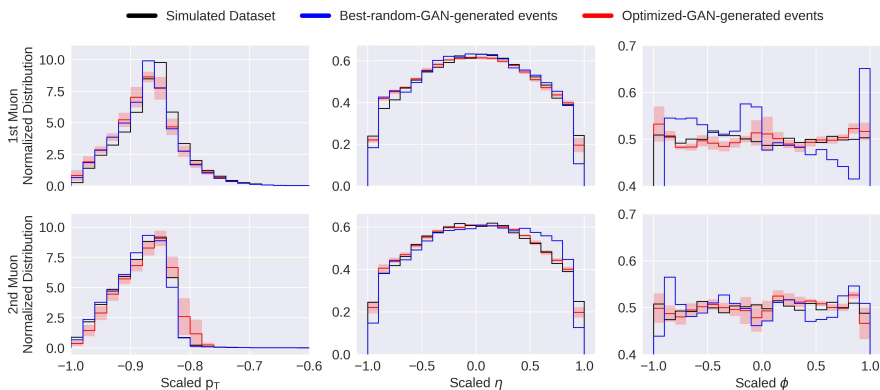 Simulated Dataset Best-random-GAN-generated events Optimized-GAN-generated events
1st Muon
Normalized Distribution
10.0
7.5
5.0
2.5
0.0
0.6
0.4
0.2
0.0
0.7
0.6
0.5
0.4
2nd Muon
Normalized Distribution
10.0
7.5
5.0
2.5
0.0
0.6
0.4
0.2
0.0
0.7
0.6
0.5
0.4
−1.0 −0.9 −0.8 −0.7 −0.6
−1.0 −0.5 0.0 0.5 1.0
−1.0 −0.5 0.0 0.5 1.0
Scaled pT
Scaled η
Scaled ϕ